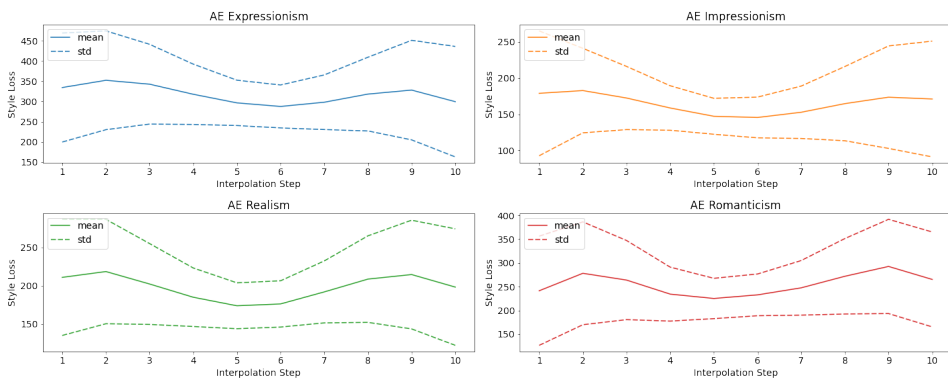 AE Expressionism
mean
std
Style Loss
450
400
350
300
250
200
150
1 2 3 4 5 6 7 8 9 10
Interpolation Step
AE Impressionism
mean
std
Style Loss
250
200
150
100
1 2 3 4 5 6 7 8 9 10
Interpolation Step
AE Realism
mean
std
Style Loss
250
200
150
1 2 3 4 5 6 7 8 9 10
Interpolation Step
AE Romanticism
mean
std
Style Loss
400
350
300
250
200
150
1 2 3 4 5 6 7 8 9 10
Interpolation Step